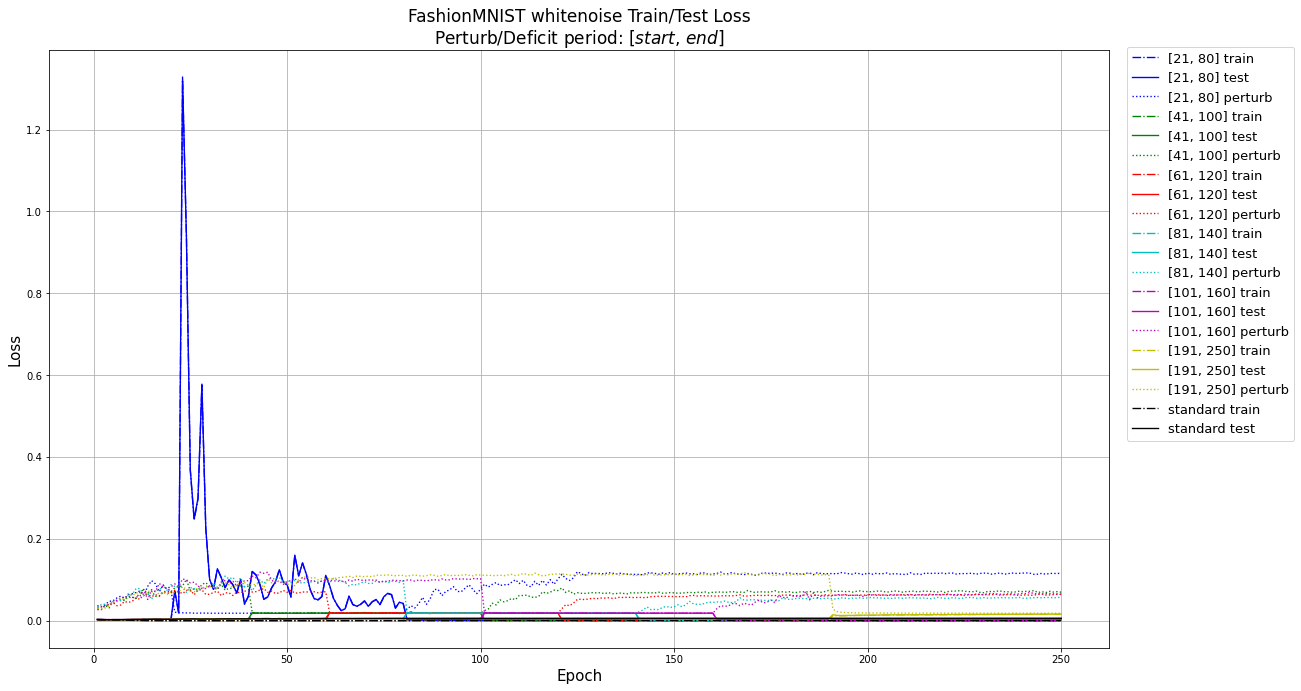 FashionMNIST whitenoise Train/Test Loss
Perturb/Deficit period: [start, end]
Loss
1.2
1.0
0.8
0.6
0.4
0.2
0.0
0 50 100 150 200 250
Epoch
[21, 80] train
[21, 80] test
[21, 80] perturb
[41, 100] train
[41, 100] test
[41, 100] perturb
[61, 120] train
[61, 120] test
[61, 120] perturb
[81, 140] train
[81, 140] test
[81, 140] perturb
[101, 160] train
[101, 160] test
[101, 160] perturb
[191, 250] train
[191, 250] test
[191, 250] perturb
standard train
standard test